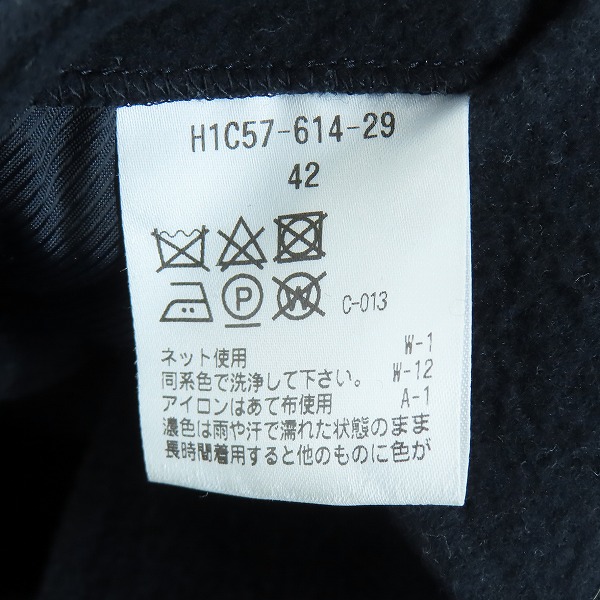 H1C57-614-29
42
P W C-013
ネット使用 W-1
同系色で洗浄して下さい。 W-12
アイロンはあて布使用 A-1
濃色は雨や汗で濡れた状態のまま
長時間着用すると他のものに色が